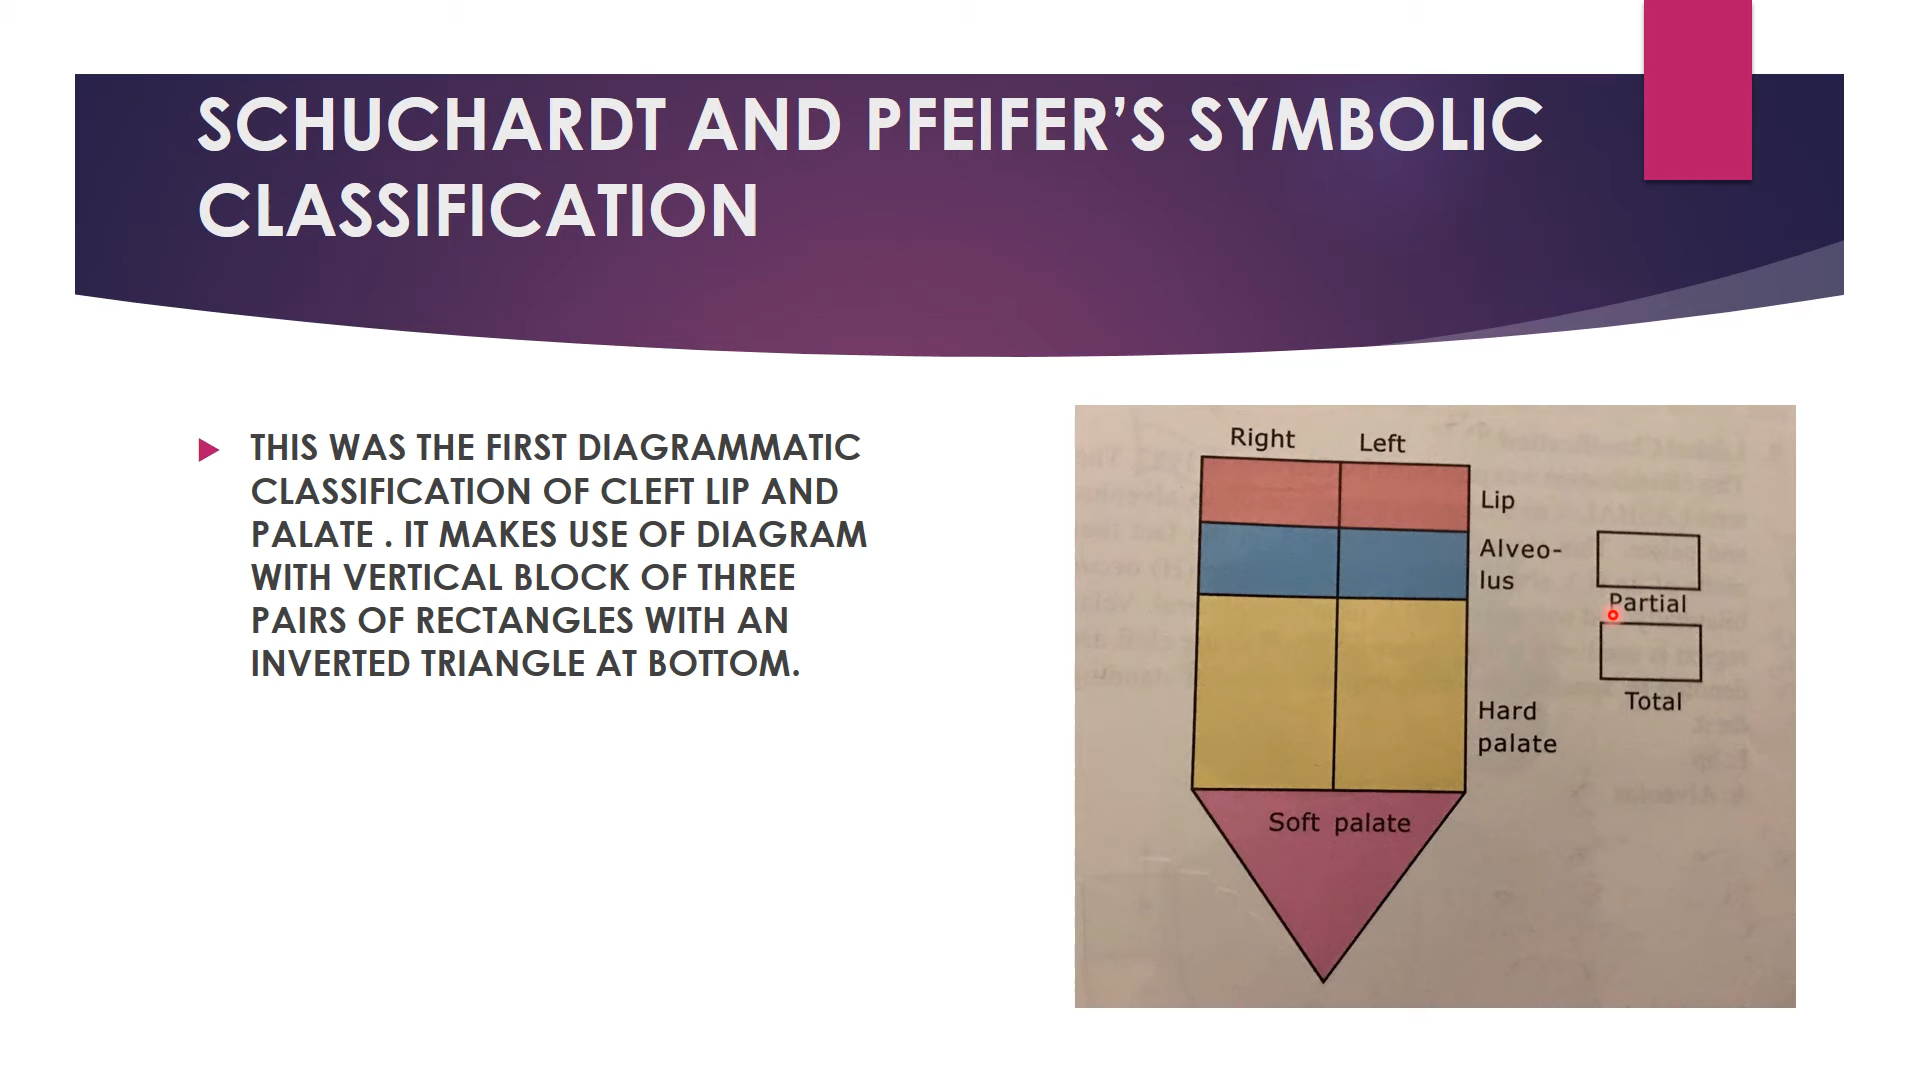 SCHUCHARDT AND PFEIFER’S SYMBOLIC
CLASSIFICATION
THIS WAS THE FIRST DIAGRAMMATIC
CLASSIFICATION OF CLEFT LIP AND
PALATE . IT MAKES USE OF DIAGRAM
WITH VERTICAL BLOCK OF THREE
PAIRS OF RECTANGLES WITH AN
INVERTED TRIANGLE AT BOTTOM.
Right Left
Lip
Alveo-
lus
Partial
Total
Hard
palate
Soft palate